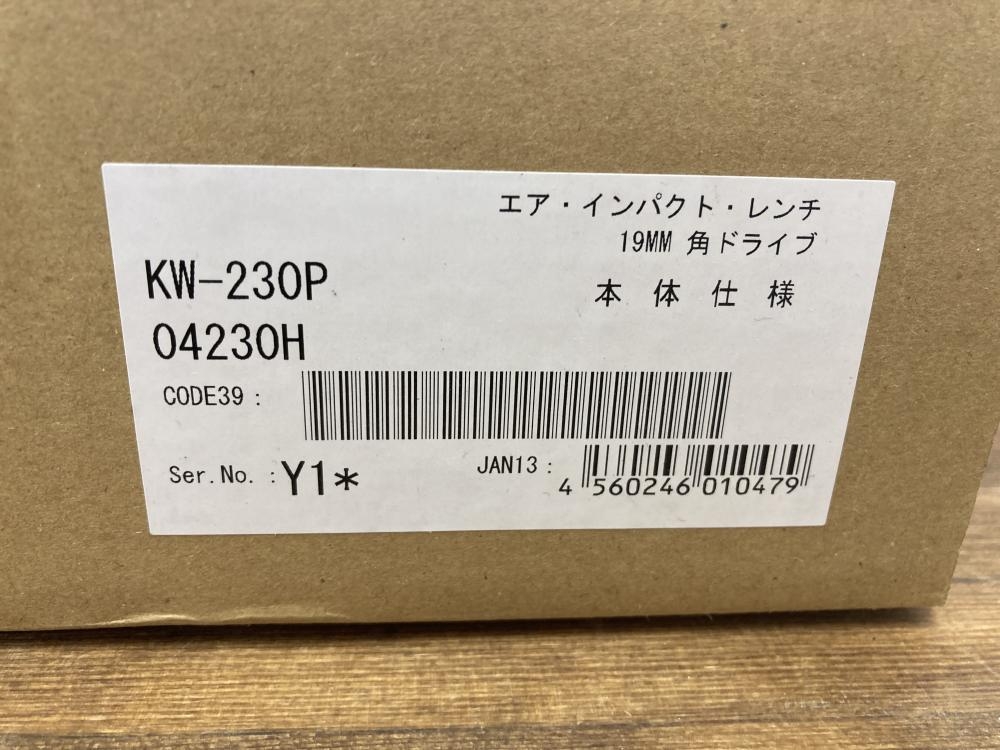 エア・インパクト・レンチ
19MM 角ドライブ
KW-230P
本体仕様
04230H
CODE39 :
Ser.No. : Y1*
JAN13 :
4 560246 010479